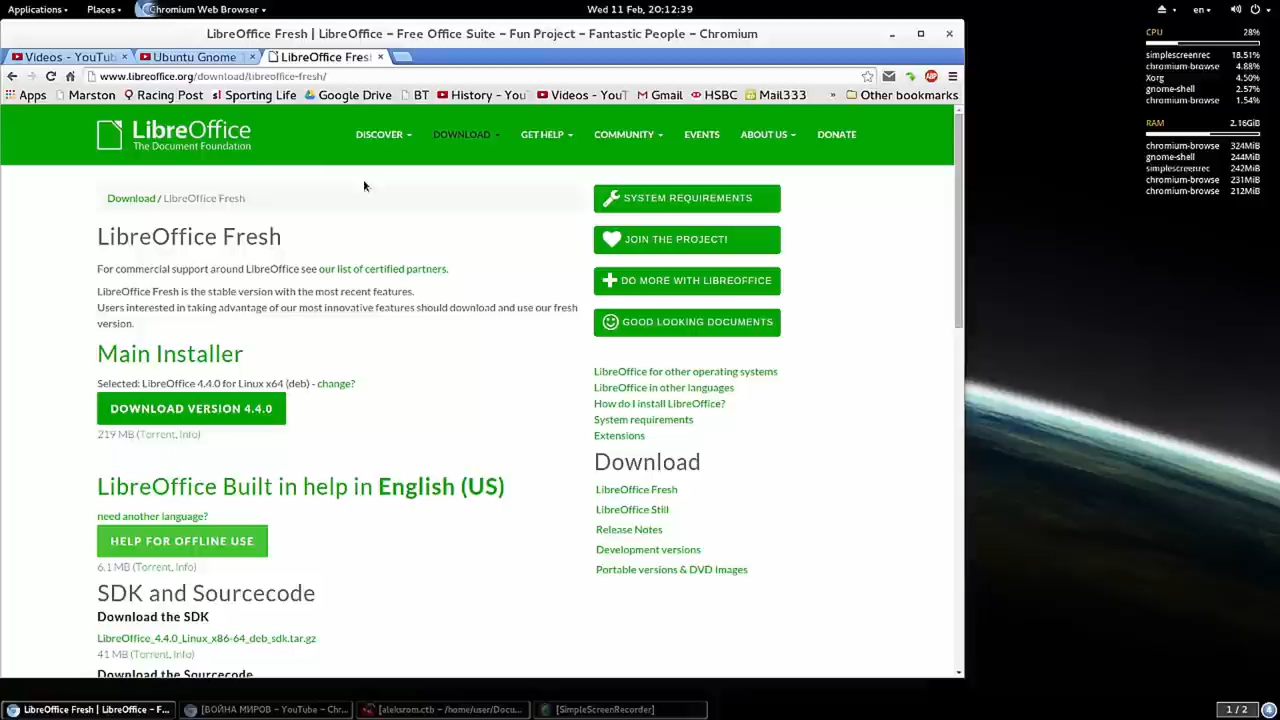 Applications
Places
Chromium Web Browser
Wed 11 Feb, 20:12:39
en
LibreOffice Fresh | LibreOffice – Free Office Suite – Fun Project – Fantastic People – Chromium
Videos - YouTub
Ubuntu Gnome
LibreOffice Fres
www.libreoffice.org/download/libreoffice-fresh/
Apps
Marston
Racing Post
Sporting Life
Google Drive
BT
History - You
Videos - YouT
Gmail
HSBC
Mail333
»
Other bookmarks
LibreOffice
The Document Foundation
DISCOVER
DOWNLOAD
GET HELP
COMMUNITY
EVENTS
ABOUT US
DONATE
Download / LibreOffice Fresh
LibreOffice Fresh
For commercial support around LibreOffice see our list of certified partners.
LibreOffice Fresh is the stable version with the most recent features.
Users interested in taking advantage of our most innovative features should download and use our fresh
version.
Main Installer
Selected: LibreOffice 4.4.0 for Linux x64 (deb) - change?
DOWNLOAD VERSION 4.4.0
219 MB (Torrent, Info)
LibreOffice Built in help in English (US)
need another language?
HELP FOR OFFLINE USE
6.1 MB (Torrent, Info)
SDK and Sourcecode
Download the SDK
LibreOffice_4.4.0_Linux_x86-64_deb_sdk.tar.gz
41 MB (Torrent, Info)
Download the Sourcecode
SYSTEM REQUIREMENTS
JOIN THE PROJECT!
DO MORE WITH LIBREOFFICE
GOOD LOOKING DOCUMENTS
LibreOffice for other operating systems
LibreOffice in other languages
How do I install LibreOffice?
System requirements
Extensions
Download
LibreOffice Fresh
LibreOffice Still
Release Notes
Development versions
Portable versions & DVD images
CPU 28%
simplescreenrec 18.51%
chromium-browse 4.88%
Xorg 4.50%
gnome-shell 2.57%
chromium-browse 1.54%
RAM 2.16GiB
chromium-browse 324MiB
gnome-shell 244MiB
simplescreenrec 242MiB
chromium-browse 231MiB
chromium-browse 212MiB
LibreOffice Fresh | LibreOffice – F...
[ВОЙНА МИРОВ – YouTube – Chr...
[aleksrom.ctb – /home/user/Docu...
[SimpleScreenRecorder]
1 / 2